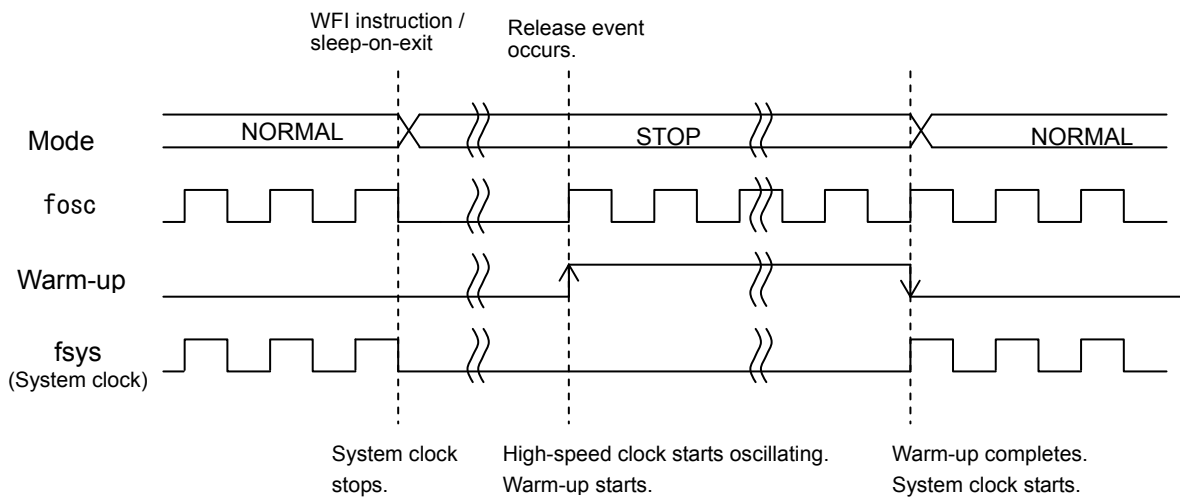 WFI instruction /
sleep-on-exit
Release event
occurs.
Mode
NORMAL
STOP
NORMAL
fosc
Warm-up
fsys
(System clock)
System clock
stops.
High-speed clock starts oscillating.
Warm-up starts.
Warm-up completes.
System clock starts.